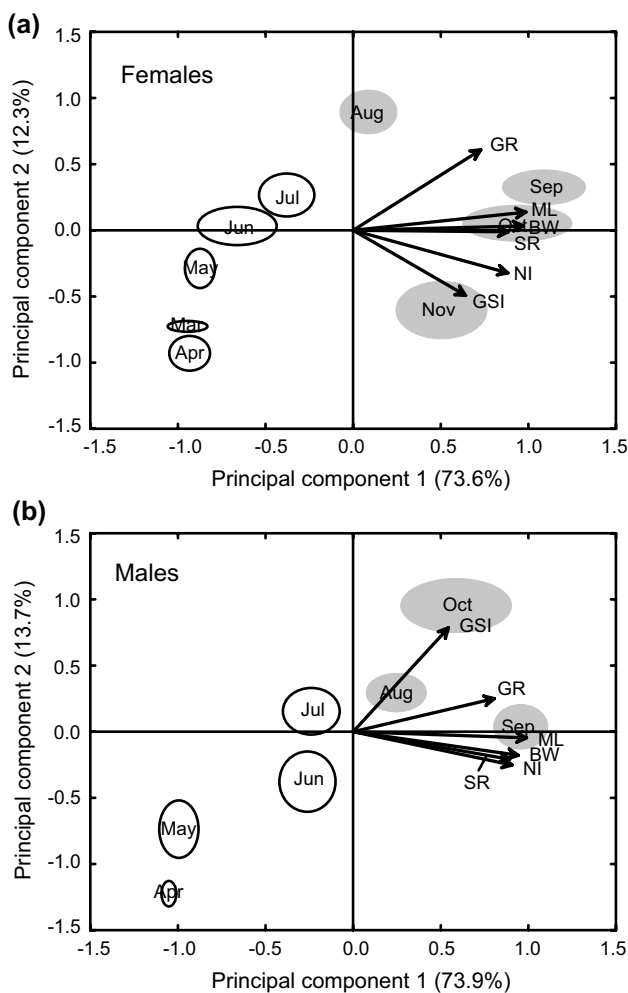 (a)
1.5
1.0
0.5
0.0
-0.5
-1.0
-1.5
Principal component 2 (12.3%)
Females
Aug
GR
Sep
Jul
ML
Jun
Oct
BW
SR
May
NI
GSI
Nov
Mar
Apr
-1.5 -1.0 -0.5 0.0 0.5 1.0 1.5
Principal component 1 (73.6%)
(b)
1.5
1.0
0.5
0.0
-0.5
-1.0
-1.5
Principal component 2 (13.7%)
Males
Oct
GSI
Aug
GR
Jul
Sep
ML
BW
Jun
NI
SR
May
Apr
-1.5 -1.0 -0.5 0.0 0.5 1.0 1.5
Principal component 1 (73.9%)